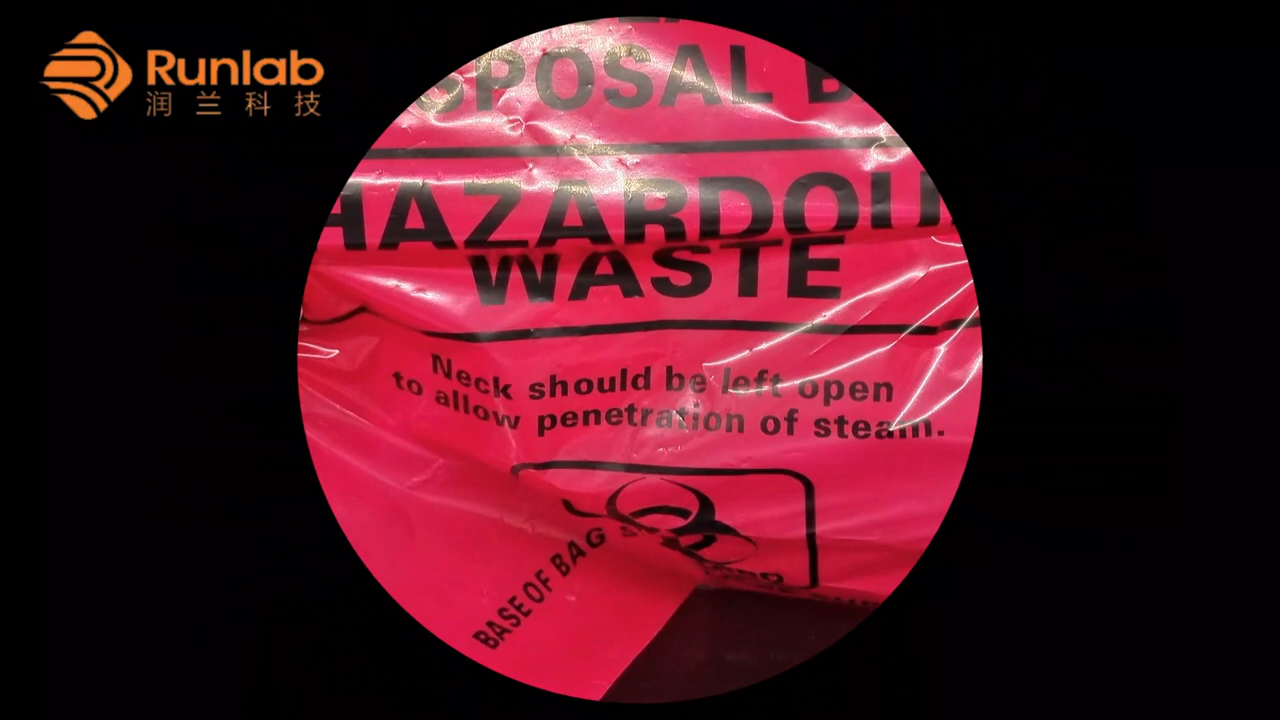 Runlab
润兰科技
SPOSAL B
HAZARDOU
WASTE
Neck should be left open
to allow penetration of steam.
BASE OF BAG S